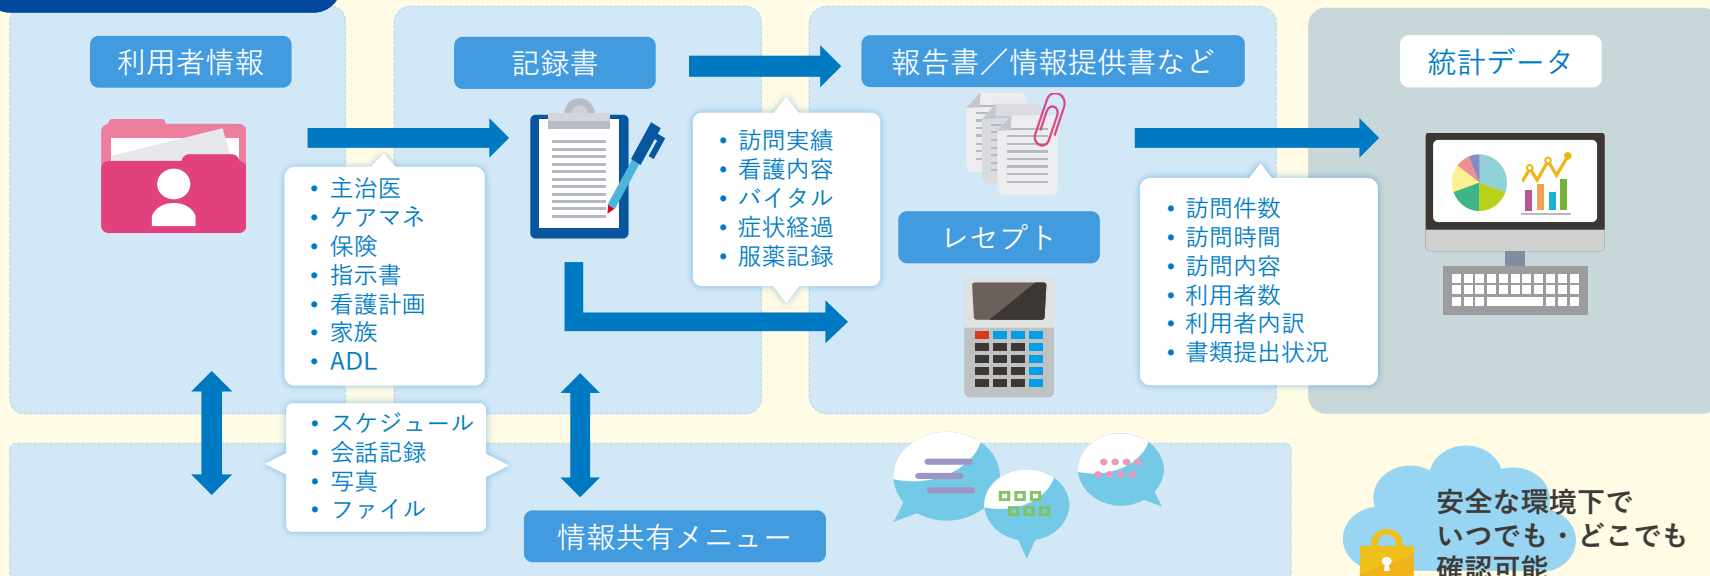 利用者情報
記録書
報告書／情報提供書など
統計データ
・主治医
・ケアマネ
・保険
・指示書
・看護計画
・家族
・ADL
・訪問実績
・看護内容
・バイタル
・症状経過
・服薬記録
レセプト
・訪問件数
・訪問時間
・訪問内容
・利用者数
・利用者内訳
・書類提出状況
・スケジュール
・会話記録
・写真
・ファイル
情報共有メニュー
安全な環境下で
いつでも・どこでも
確認可能